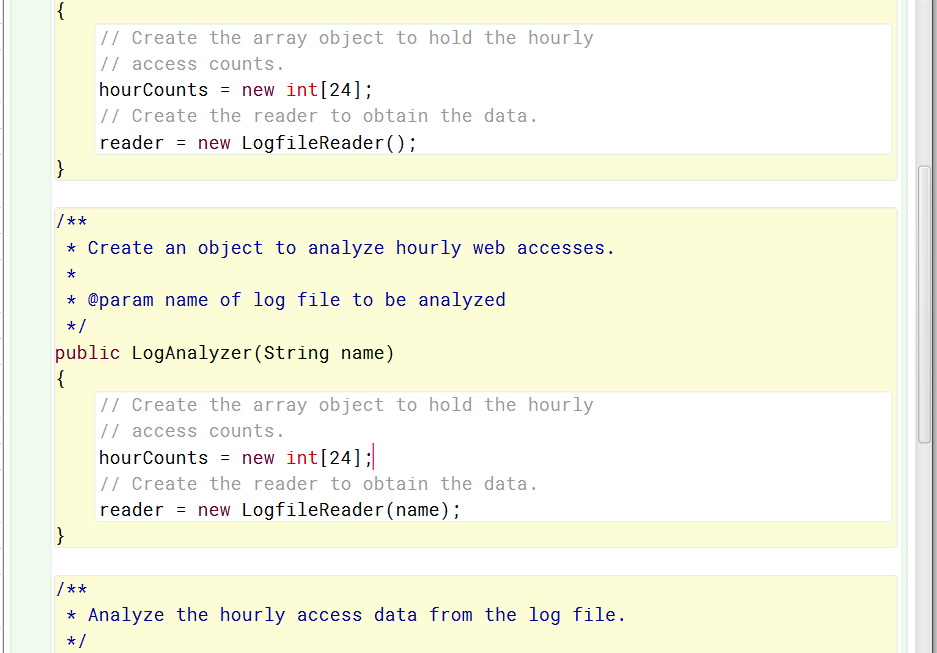 {
// Create the array object to hold the hourly
// access counts.
hourCounts = new int[24];
// Create the reader to obtain the data.
reader = new LogfileReader();
}
/**
* Create an object to analyze hourly web accesses.
*
* @param name of log file to be analyzed
*/
public LogAnalyzer(String name)
{
// Create the array object to hold the hourly
// access counts.
hourCounts = new int[24];
// Create the reader to obtain the data.
reader = new LogfileReader(name);
}
/**
* Analyze the hourly access data from the log file.
*/